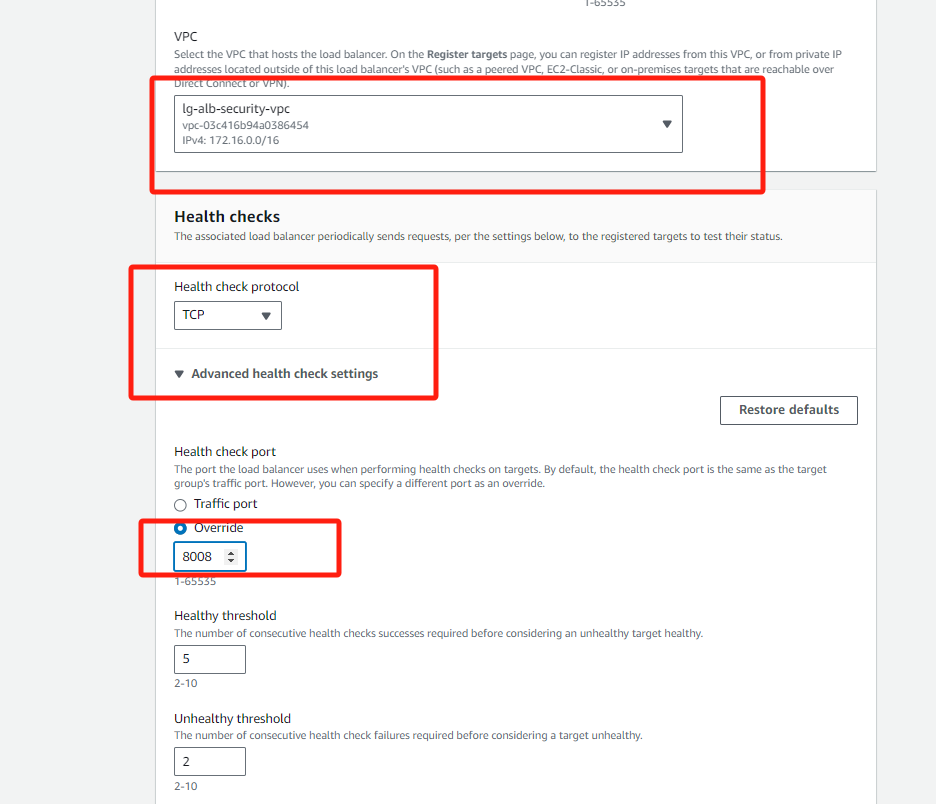 1-65535
VPC
Select the VPC that hosts the load balancer. On the Register targets page, you can register IP addresses from this VPC, or from private IP
addresses located outside of this load balancer's VPC (such as a peered VPC, EC2-Classic, or on-premises targets that are reachable over
Direct Connect or VPN).
lg-alb-security-vpc
vpc-03c416b94a0386454
IPv4: 172.16.0.0/16
Health checks
The associated load balancer periodically sends requests, per the settings below, to the registered targets to test their status.
Health check protocol
TCP
Advanced health check settings
Restore defaults
Health check port
The port the load balancer uses when performing health checks on targets. By default, the health check port is the same as the target
group's traffic port. However, you can specify a different port as an override.
Traffic port
Override
8008
1-65535
Healthy threshold
The number of consecutive health checks successes required before considering an unhealthy target healthy.
5
2-10
Unhealthy threshold
The number of consecutive health check failures required before considering a target unhealthy.
2
2-10